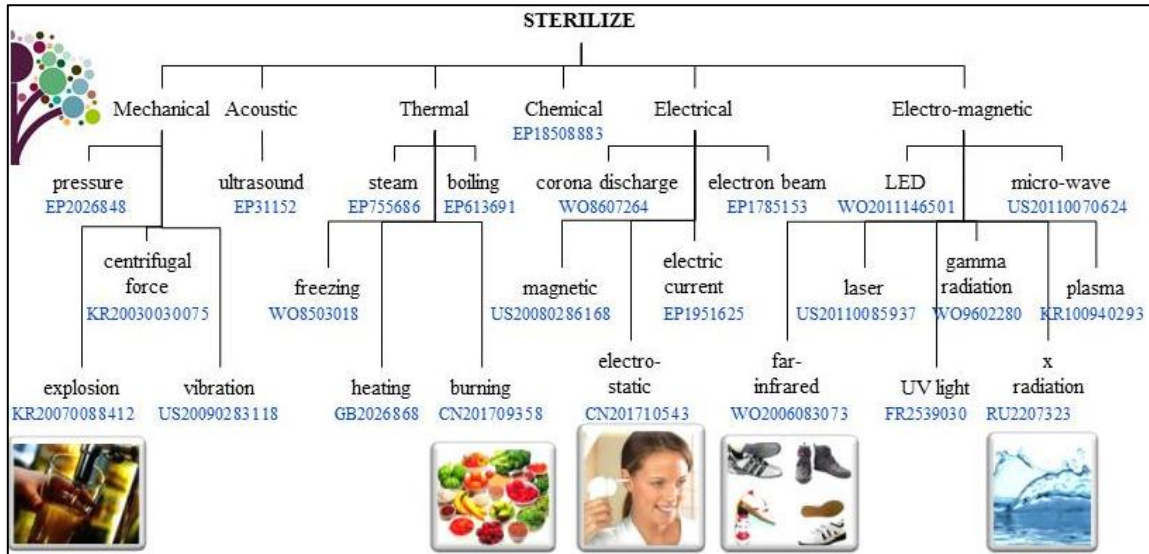 STERILIZE
Mechanical Acoustic Thermal Chemical Electrical Electro-magnetic
EP18508883
pressure ultrasound steam boiling corona discharge electron beam LED micro-wave
EP2026848 EP31152 EP755686 EP613691 WO8607264 EP1785153 WO2011146501 US20110070624
centrifugal electric gamma
force freezing magnetic current laser radiation plasma
KR20030030075 WO8503018 US20080286168 EP1951625 US20110085937 WO9602280 KR100940293
electro- far- x
explosion vibration heating burning static infrared UV light radiation
KR20070088412 US20090283118 GB2026868 CN201709358 CN201710543 WO2006083073 FR2539030 RU2207323